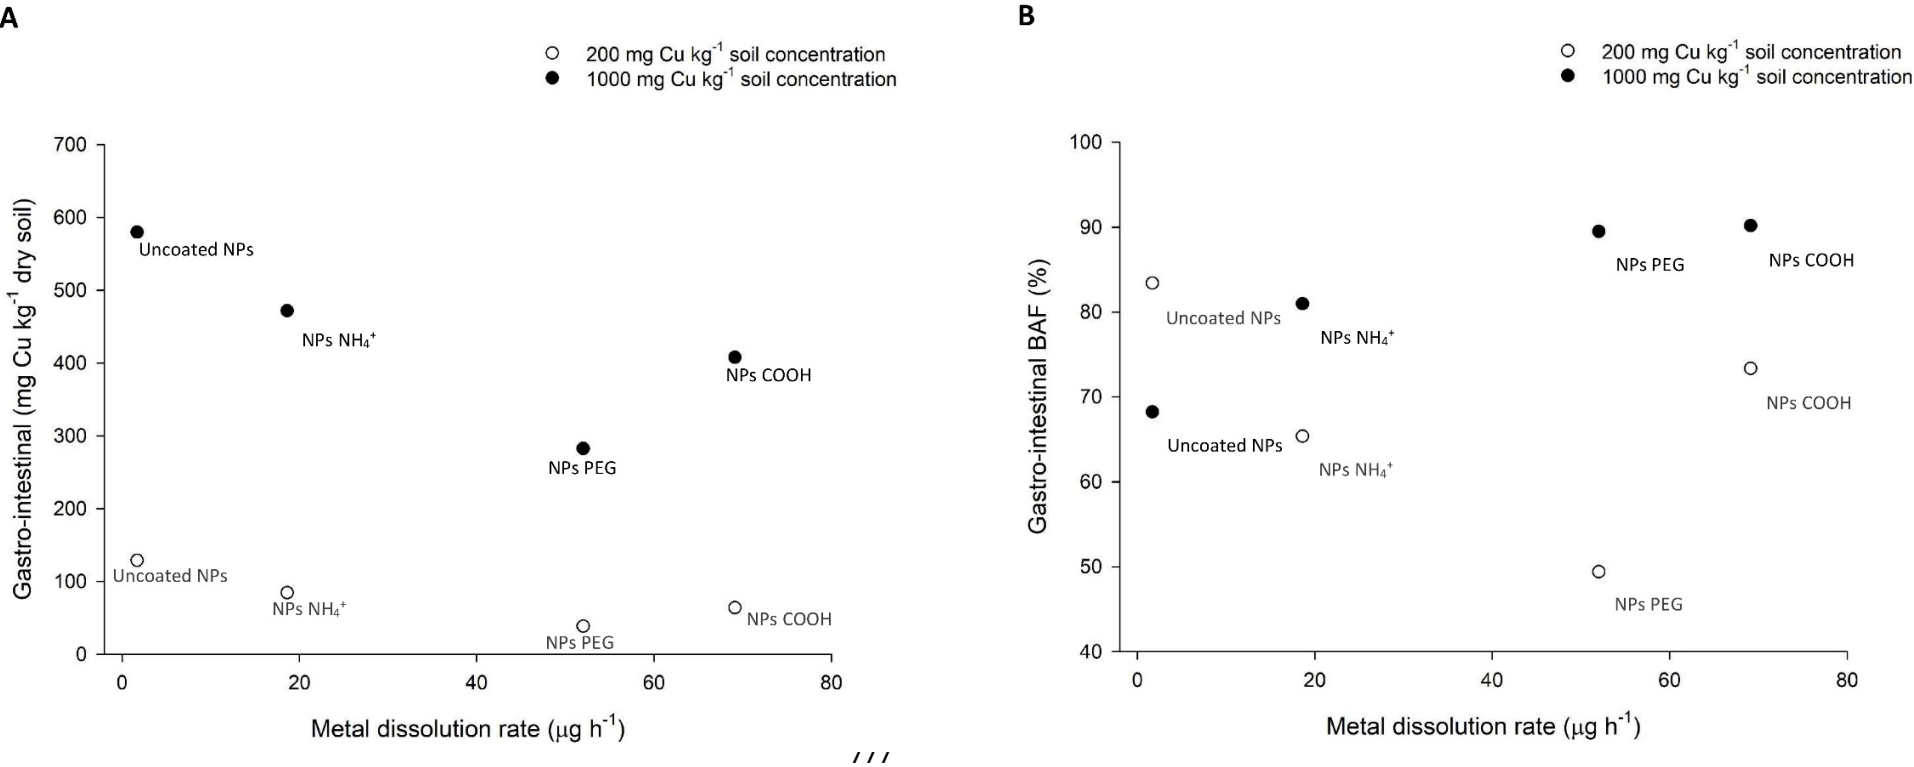 A
200 mg Cu kg⁻¹ soil concentration
1000 mg Cu kg⁻¹ soil concentration
700
600
500
400
300
200
100
0
Gastro-intestinal (mg Cu kg⁻¹ dry soil)
Uncoated NPs
NPs NH₄⁺
NPs COOH
NPs PEG
Uncoated NPs
NPs NH₄⁺
NPs COOH
NPs PEG
0 20 40 60 80
Metal dissolution rate (µg h⁻¹)
B
200 mg Cu kg⁻¹ soil concentration
1000 mg Cu kg⁻¹ soil concentration
100
90
80
70
60
50
40
Gastro-intestinal BAF (%)
NPs PEG
NPs COOH
Uncoated NPs
NPs NH₄⁺
NPs COOH
Uncoated NPs
NPs NH₄⁺
NPs PEG
0 20 40 60 80
Metal dissolution rate (µg h⁻¹)